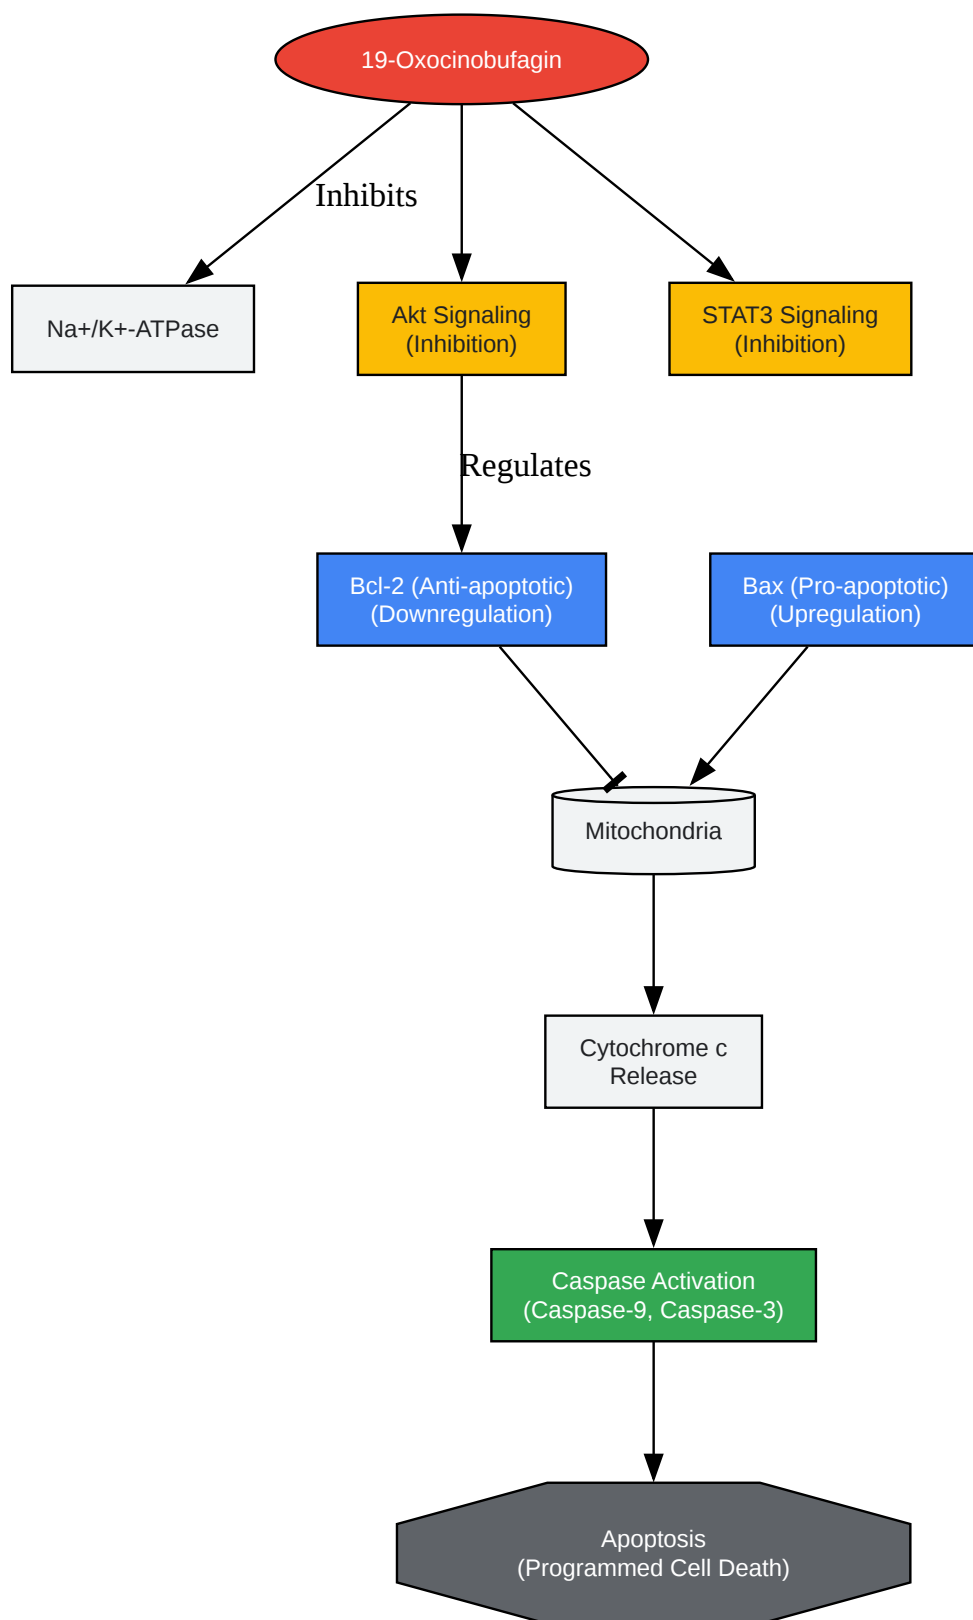 19-Oxocinobufagin
Inhibits
Na+/K+-ATPase
Akt Signaling
(Inhibition)
STAT3 Signaling
(Inhibition)
Regulates
Bcl-2 (Anti-apoptotic)
(Downregulation)
Bax (Pro-apoptotic)
(Upregulation)
Mitochondria
Cytochrome c
Release
Caspase Activation
(Caspase-9, Caspase-3)
Apoptosis
(Programmed Cell Death)